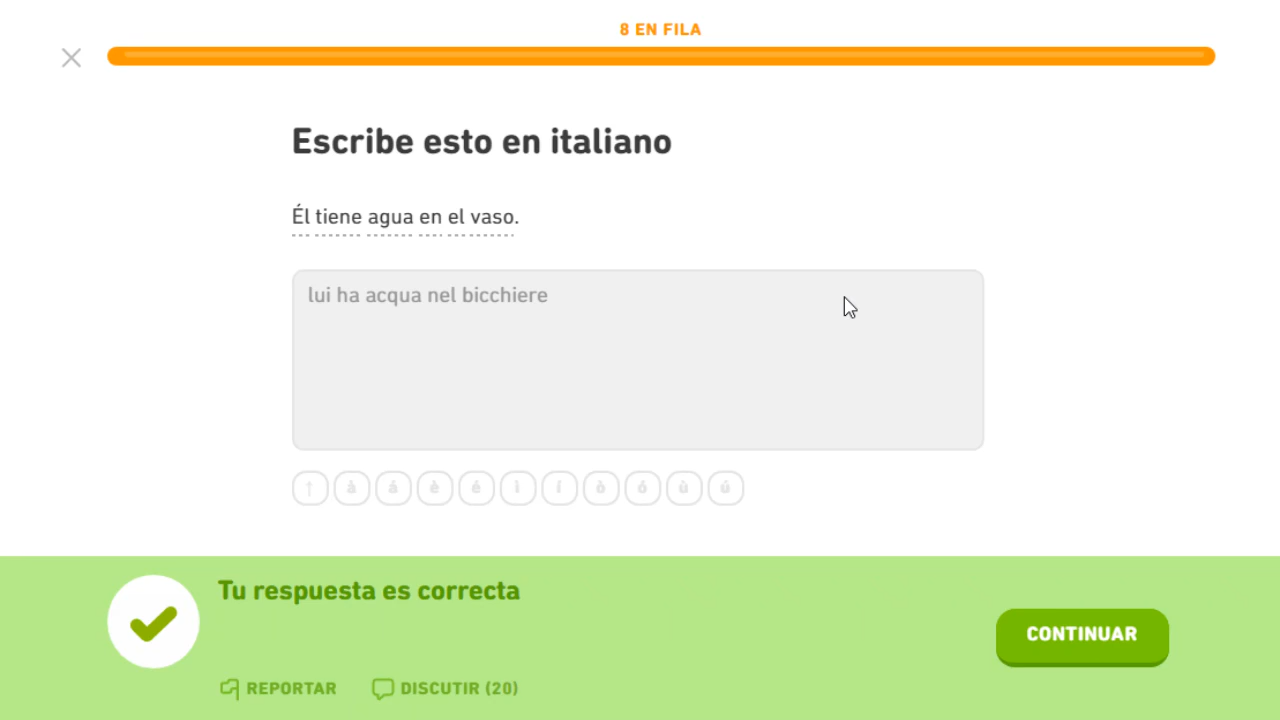 8 EN FILA
Escribe esto en italiano
Él tiene agua en el vaso.
lui ha acqua nel bicchiere
↑ à á è é ì í ò ó ù ú
Tu respuesta es correcta
CONTINUAR
REPORTAR DISCUTIR (20)